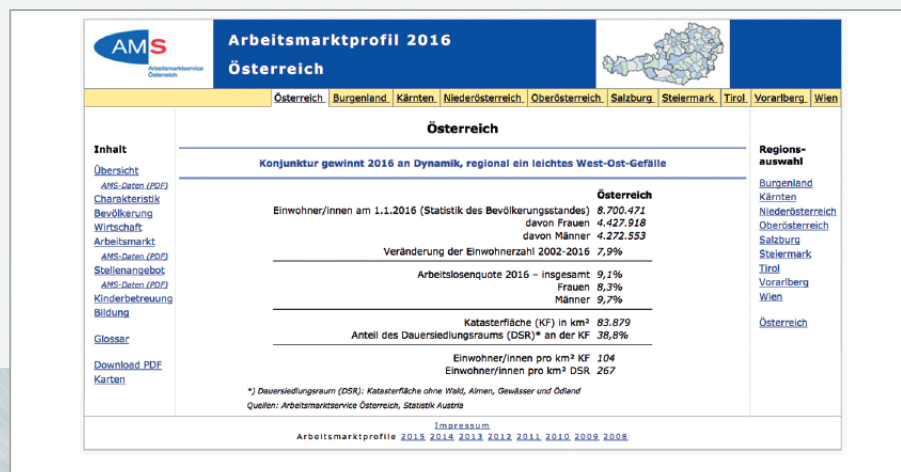 AMS
Arbeitsmarktservice
Österreich
Arbeitsmarktprofil 2016
Österreich
Österreich Burgenland Kärnten Niederösterreich Oberösterreich Salzburg Steiermark Tirol Vorarlberg Wien
Inhalt
Übersicht
AMS-Daten (PDF)
Charakteristik
Bevölkerung
Wirtschaft
Arbeitsmarkt
AMS-Daten (PDF)
Stellenangebot
AMS-Daten (PDF)
Kinderbetreuung
Bildung
Glossar
Download PDF
Karten
Österreich
Konjunktur gewinnt 2016 an Dynamik, regional ein leichtes West-Ost-Gefälle
Österreich
Einwohner/innen am 1.1.2016 (Statistik des Bevölkerungsstandes) 8.700.471
davon Frauen 4.427.918
davon Männer 4.272.553
Veränderung der Einwohnerzahl 2002-2016 7,9%
Arbeitslosenquote 2016 – insgesamt 9,1%
Frauen 8,3%
Männer 9,7%
Katasterfläche (KF) in km² 83.879
Anteil des Dauersiedlungsraums (DSR)* an der KF 38,8%
Einwohner/innen pro km² KF 104
Einwohner/innen pro km² DSR 267
*) Dauersiedlungsraum (DSR): Katasterfläche ohne Wald, Almen, Gewässer und Ödland
Quellen: Arbeitsmarktservice Österreich, Statistik Austria
Regions-
auswahl
Burgenland
Kärnten
Niederösterreich
Oberösterreich
Salzburg
Steiermark
Tirol
Vorarlberg
Wien
Österreich
Impressum
Arbeitsmarktprofile 2015 2014 2013 2012 2011 2010 2009 2008